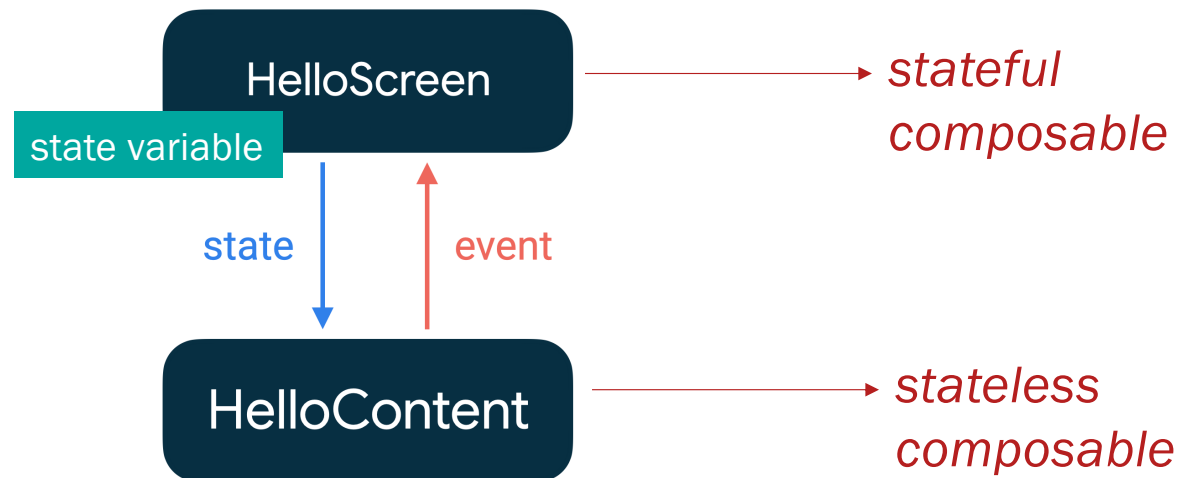 HelloScreen
stateful
composable
state variable
state
event
HelloContent
stateless
composable